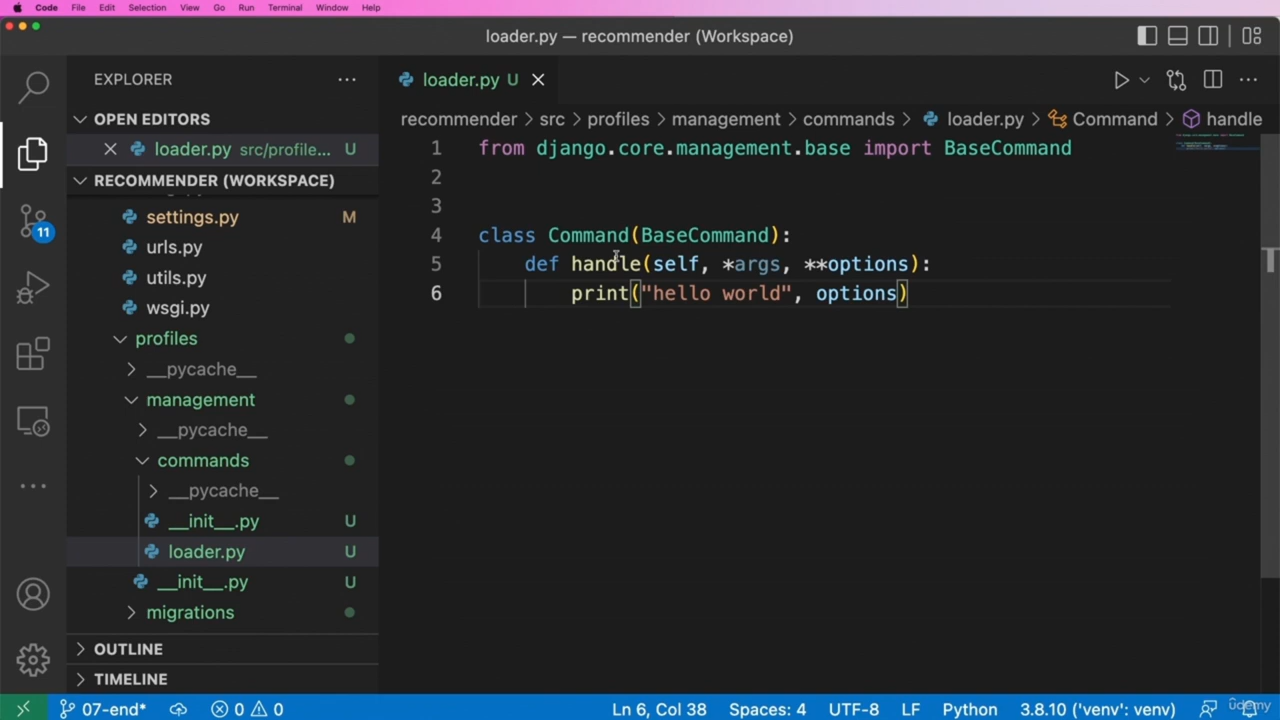 Code File Edit Selection View Go Run Terminal Window Help
loader.py — recommender (Workspace)
EXPLORER
loader.py U
OPEN EDITORS
recommender > src > profiles > management > commands > loader.py > Command > handle
loader.py src/profile... U
1 from django.core.management.base import BaseCommand
RECOMMENDER (WORKSPACE)
2
settings.py M
3
urls.py
4 class Command(BaseCommand):
utils.py
5 def handle(self, *args, **options):
wsgi.py
6 print("hello world", options)
profiles
__pycache__
management
__pycache__
commands
__pycache__
__init__.py U
loader.py U
__init__.py U
migrations
OUTLINE
TIMELINE
11
07-end* 0 0 Ln 6, Col 38 Spaces: 4 UTF-8 LF Python 3.8.10 ('venv': venv)
udemy